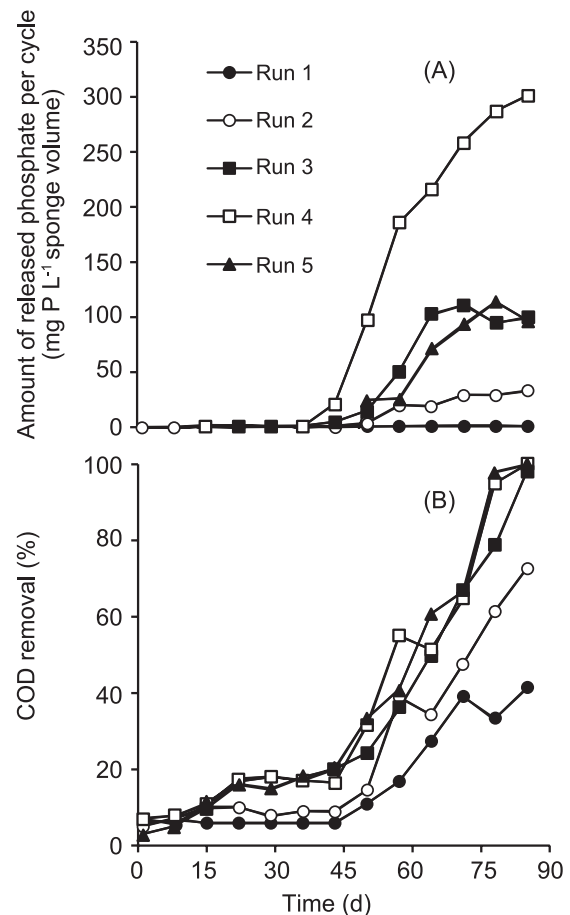 Amount of released phosphate per cycle
(mg P L-1 sponge volume)
350
300
250
200
150
100
50
0
Run 1
Run 2
Run 3
Run 4
Run 5
(A)
COD removal (%)
100
80
60
40
20
0
(B)
0 15 30 45 60 75 90
Time (d)